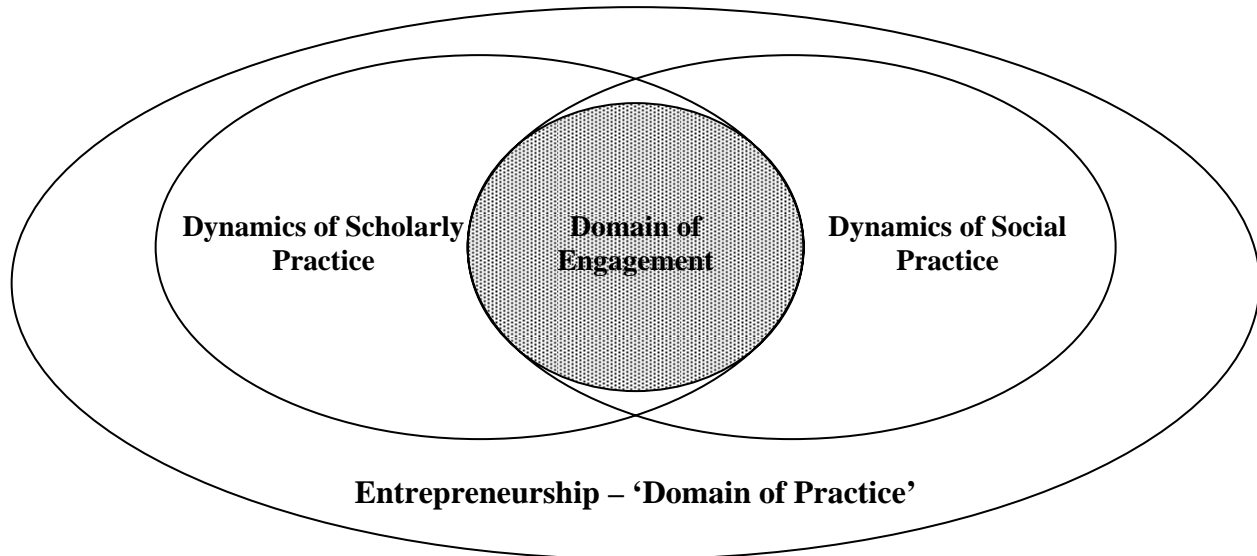 Dynamics of Scholarly
Practice
Domain of
Engagement
Dynamics of Social
Practice
Entrepreneurship – ‘Domain of Practice’